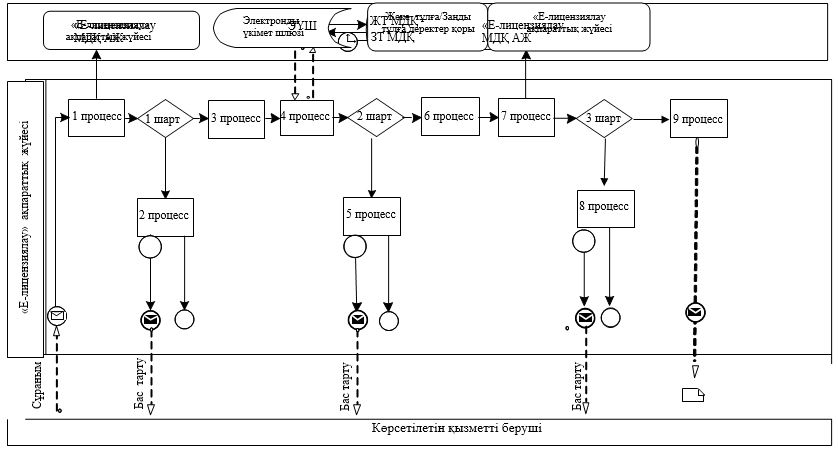 «Е-лицензиялау
МДҚ АЖ
Электронды
үкімет шлюзі
ЭҮШ
ЖТ МДҚ
ЗТ МДҚ
Жеке тұлға/Заңды
тұлға деректер қоры
«Е-лицензиялау
МДҚ АЖ
«Е-лицензиялау
ақпараттық жүйесі
«Е-лицензиялау» ақпараттық жүйесі
1 процесс
1 шарт
3 процесс
4 процесс
2 шарт
6 процесс
7 процесс
3 шарт
9 процесс
2 процесс
5 процесс
8 процесс
Сұраным
Бас тарту
Бас тарту
Бас тарту
Көрсетілетін қызметті беруші